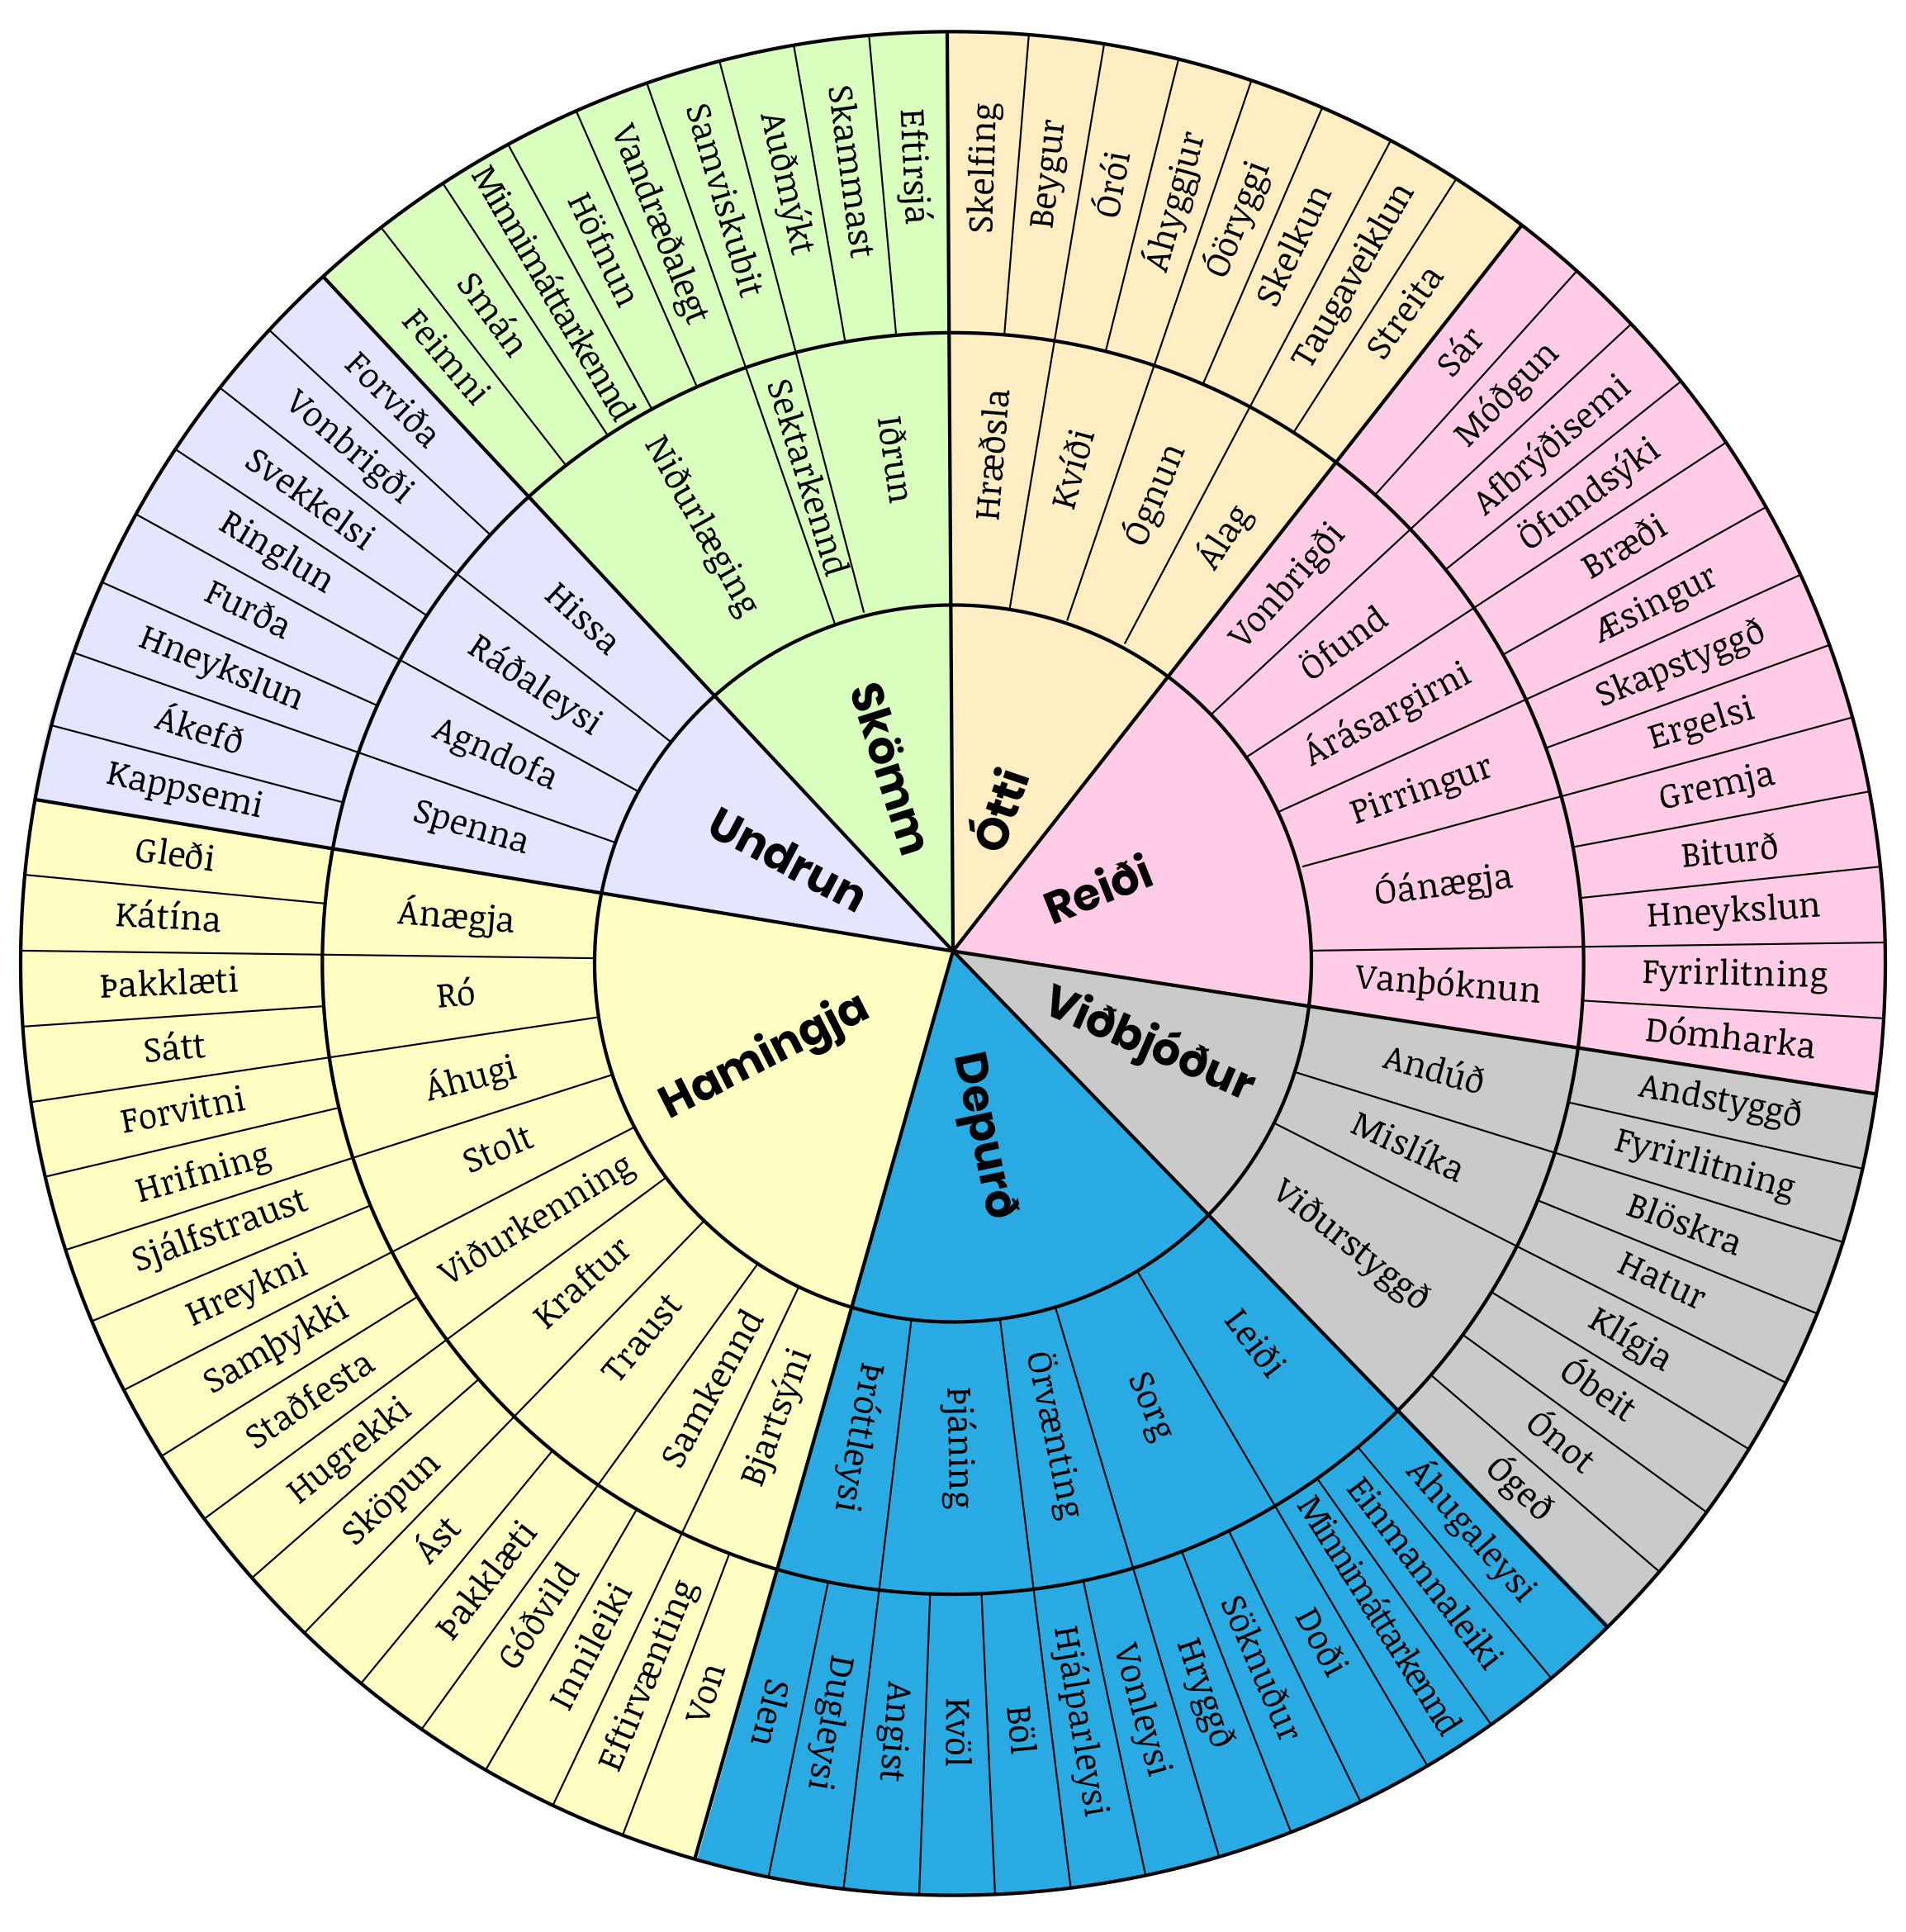 Ótti
Reiði
Viðbjóður
Depurð
Hamingja
Undrun
Skömm
Hræðsla
Kvíði
Ógnun
Álag
Vonbrigði
Öfund
Árásargirni
Pirringur
Óánægja
Vanþóknun
Andúð
Mislíka
Viðurstyggð
Leiði
Sorg
Örvænting
Þjáning
Þróttleysi
Bjartsýni
Samkennd
Traust
Kraftur
Viðurkenning
Stolt
Áhugi
Ró
Ánægja
Spenna
Agndofa
Ráðaleysi
Hissa
Niðurlæging
Sektarkennd
Iðrun
Skelfing
Beygur
Órói
Áhyggjur
Óöryggi
Skelkun
Taugaveiklun
Streita
Sár
Móðgun
Afbrýðisemi
Öfundsýki
Bræði
Æsingur
Skapstyggð
Ergelsi
Gremja
Biturð
Hneykslun
Fyrirlitning
Dómharka
Andstyggð
Fyrirlitning
Blöskra
Hatur
Klígja
Óbeit
Ónot
Ógeð
Áhugaleysi
Einmannaleiki
Minnimáttarkennd
Doði
Söknuður
Hryggð
Vonleysi
Hjálparleysi
Böl
Kvöl
Angist
Dugleysi
Slen
Von
Eftirvænting
Innileiki
Góðvild
Þakklæti
Ást
Sköpun
Hugrekki
Staðfesta
Samþykki
Hreykni
Sjálfstraust
Hrifning
Forvitni
Sátt
Þakklæti
Kátína
Gleði
Kappsemi
Ákefð
Hneykslun
Furða
Ringlun
Svekkelsi
Vonbrigði
Forviða
Feimni
Smán
Minnimáttarkennd
Höfnun
Vandræðalegt
Samviskubit
Auðmýkt
Skammast
Eftirsjá